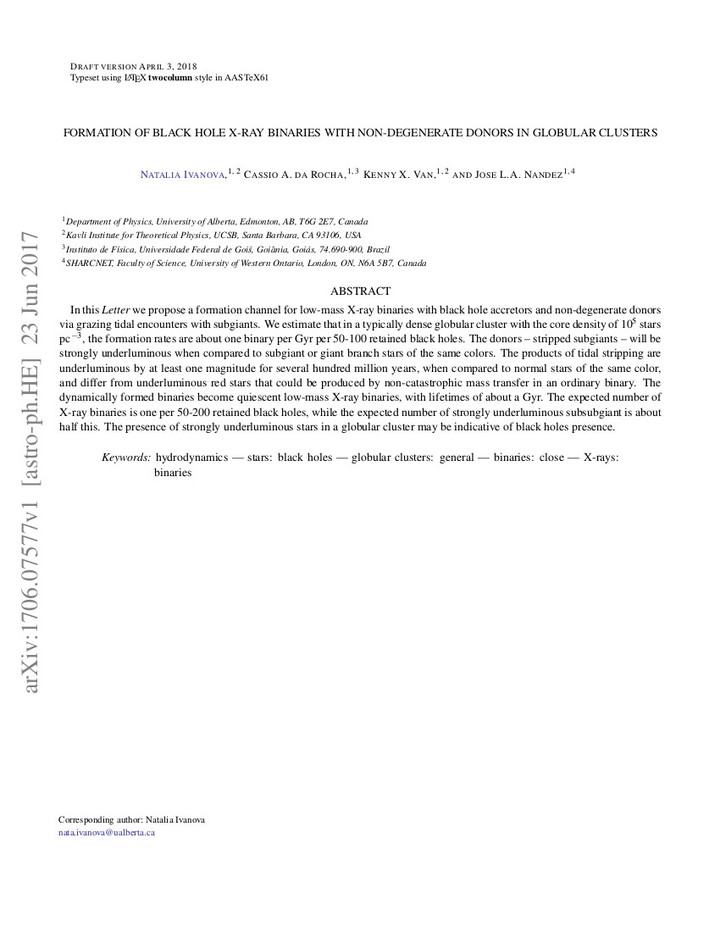 DRAFT VERSION APRIL 3, 2018
Typeset using LATEX twocolumn style in AASTeX61
FORMATION OF BLACK HOLE X-RAY BINARIES WITH NON-DEGENERATE DONORS IN GLOBULAR CLUSTERS
NATALIA IVANOVA,1, 2 CASSIO A. DA ROCHA,1, 3 KENNY X. VAN,1, 2 AND JOSE L.A. NANDEZ1, 4
1Department of Physics, University of Alberta, Edmonton, AB, T6G 2E7, Canada
2Kavli Institute for Theoretical Physics, UCSB, Santa Barbara, CA 93106, USA
3Instituto de Física, Universidade Federal de Goiś, Goiânia, Goiás, 74.690-900, Brazil
4SHARCNET, Faculty of Science, University of Western Ontario, London, ON, N6A 5B7, Canada
ABSTRACT
In this Letter we propose a formation channel for low-mass X-ray binaries with black hole accretors and non-degenerate donors
via grazing tidal encounters with subgiants. We estimate that in a typically dense globular cluster with the core density of 10^5 stars
pc^−3, the formation rates are about one binary per Gyr per 50-100 retained black holes. The donors – stripped subgiants – will be
strongly underluminous when compared to subgiant or giant branch stars of the same colors. The products of tidal stripping are
underluminous by at least one magnitude for several hundred million years, when compared to normal stars of the same color,
and differ from underluminous red stars that could be produced by non-catastrophic mass transfer in an ordinary binary. The
dynamically formed binaries become quiescent low-mass X-ray binaries, with lifetimes of about a Gyr. The expected number of
X-ray binaries is one per 50-200 retained black holes, while the expected number of strongly underluminous subsubgiant is about
half this. The presence of strongly underluminous stars in a globular cluster may be indicative of black holes presence.
Keywords: hydrodynamics — stars: black holes — globular clusters: general — binaries: close — X-rays:
binaries
arXiv:1706.07577v1 [astro-ph.HE] 23 Jun 2017
Corresponding author: Natalia Ivanova
nata.ivanova@ualberta.ca